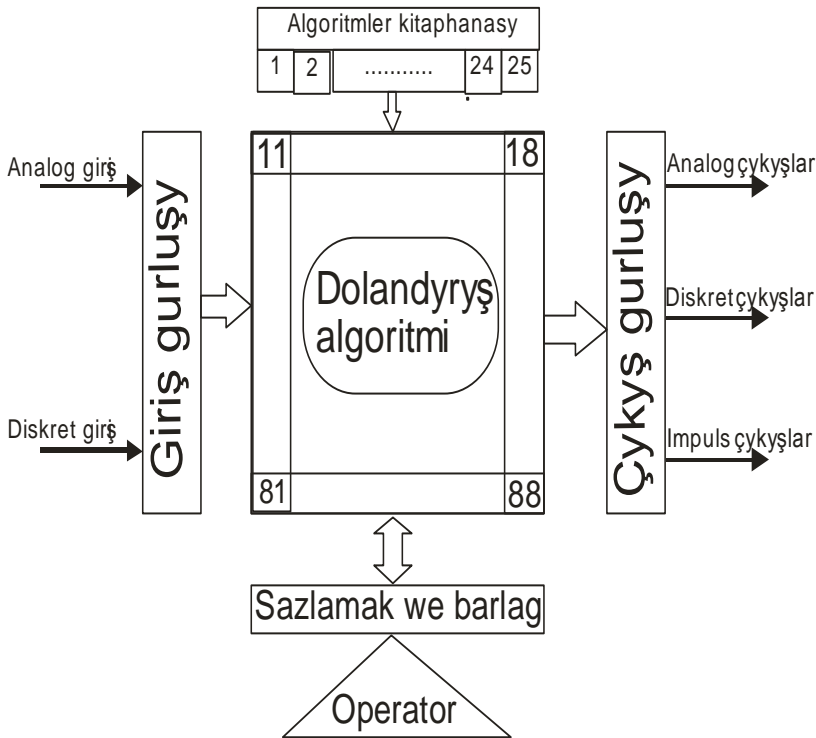 Algoritmler kitaphanasy
1 2 ........... 24 25
Analog giriş
Diskret giriş
Giriş gurluşy
11 18
Dolandyryş
algoritmi
81 88
Çykyş gurluşy
Analog çykyşlar
Diskret çykyşlar
Impuls çykyşlar
Sazlamak we barlag
Operator